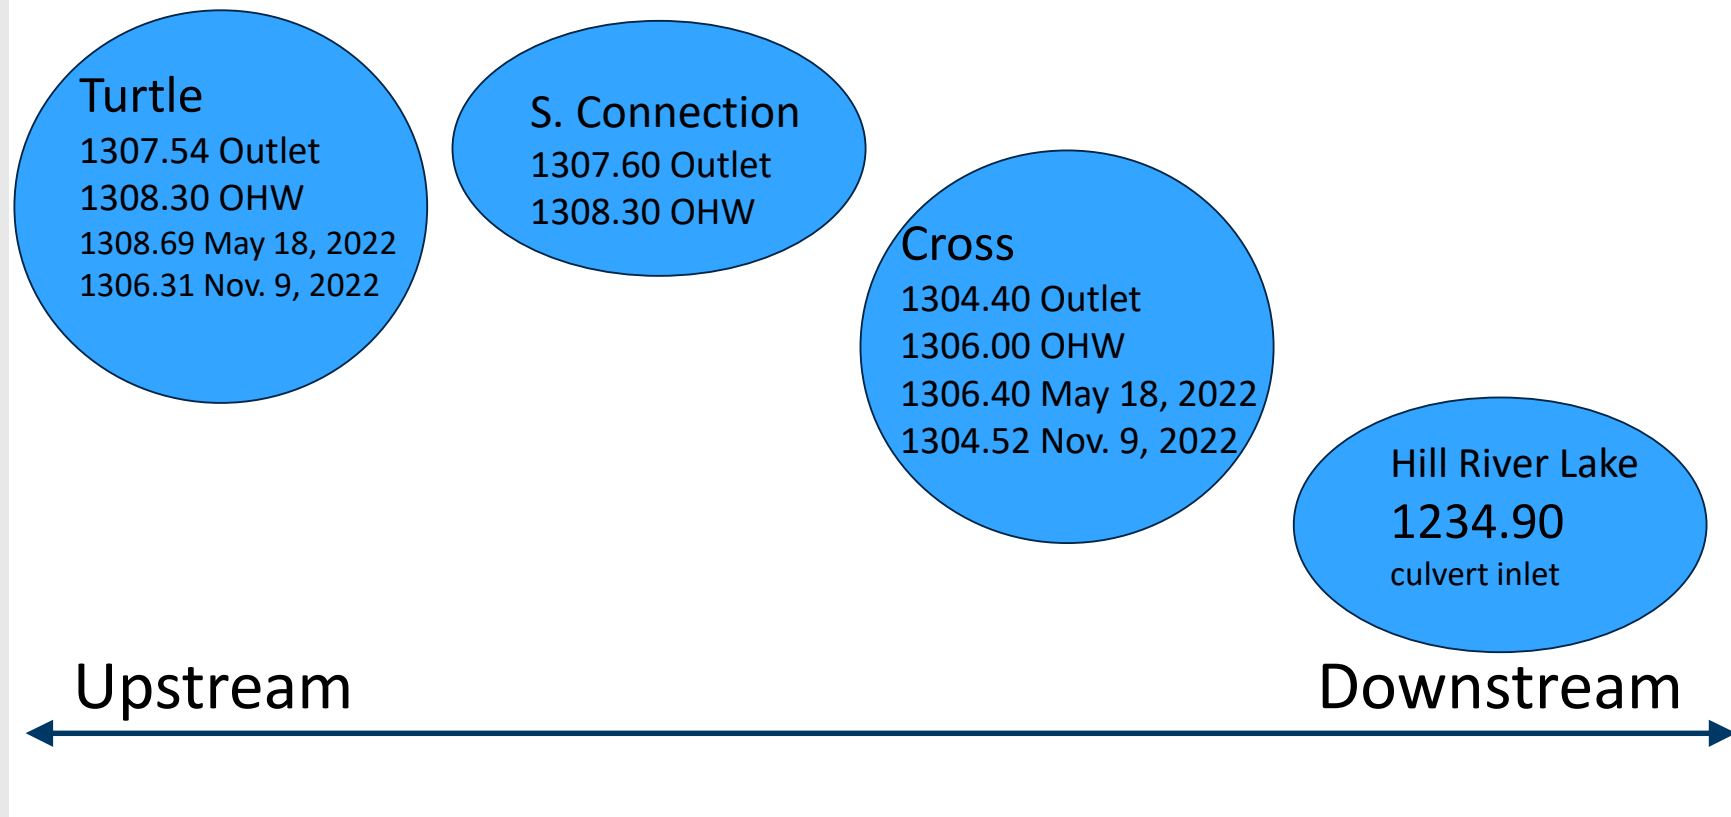 Turtle
1307.54 Outlet
1308.30 OHW
1308.69 May 18, 2022
1306.31 Nov. 9, 2022
S. Connection
1307.60 Outlet
1308.30 OHW
Cross
1304.40 Outlet
1306.00 OHW
1306.40 May 18, 2022
1304.52 Nov. 9, 2022
Hill River Lake
1234.90
culvert inlet
Upstream
Downstream